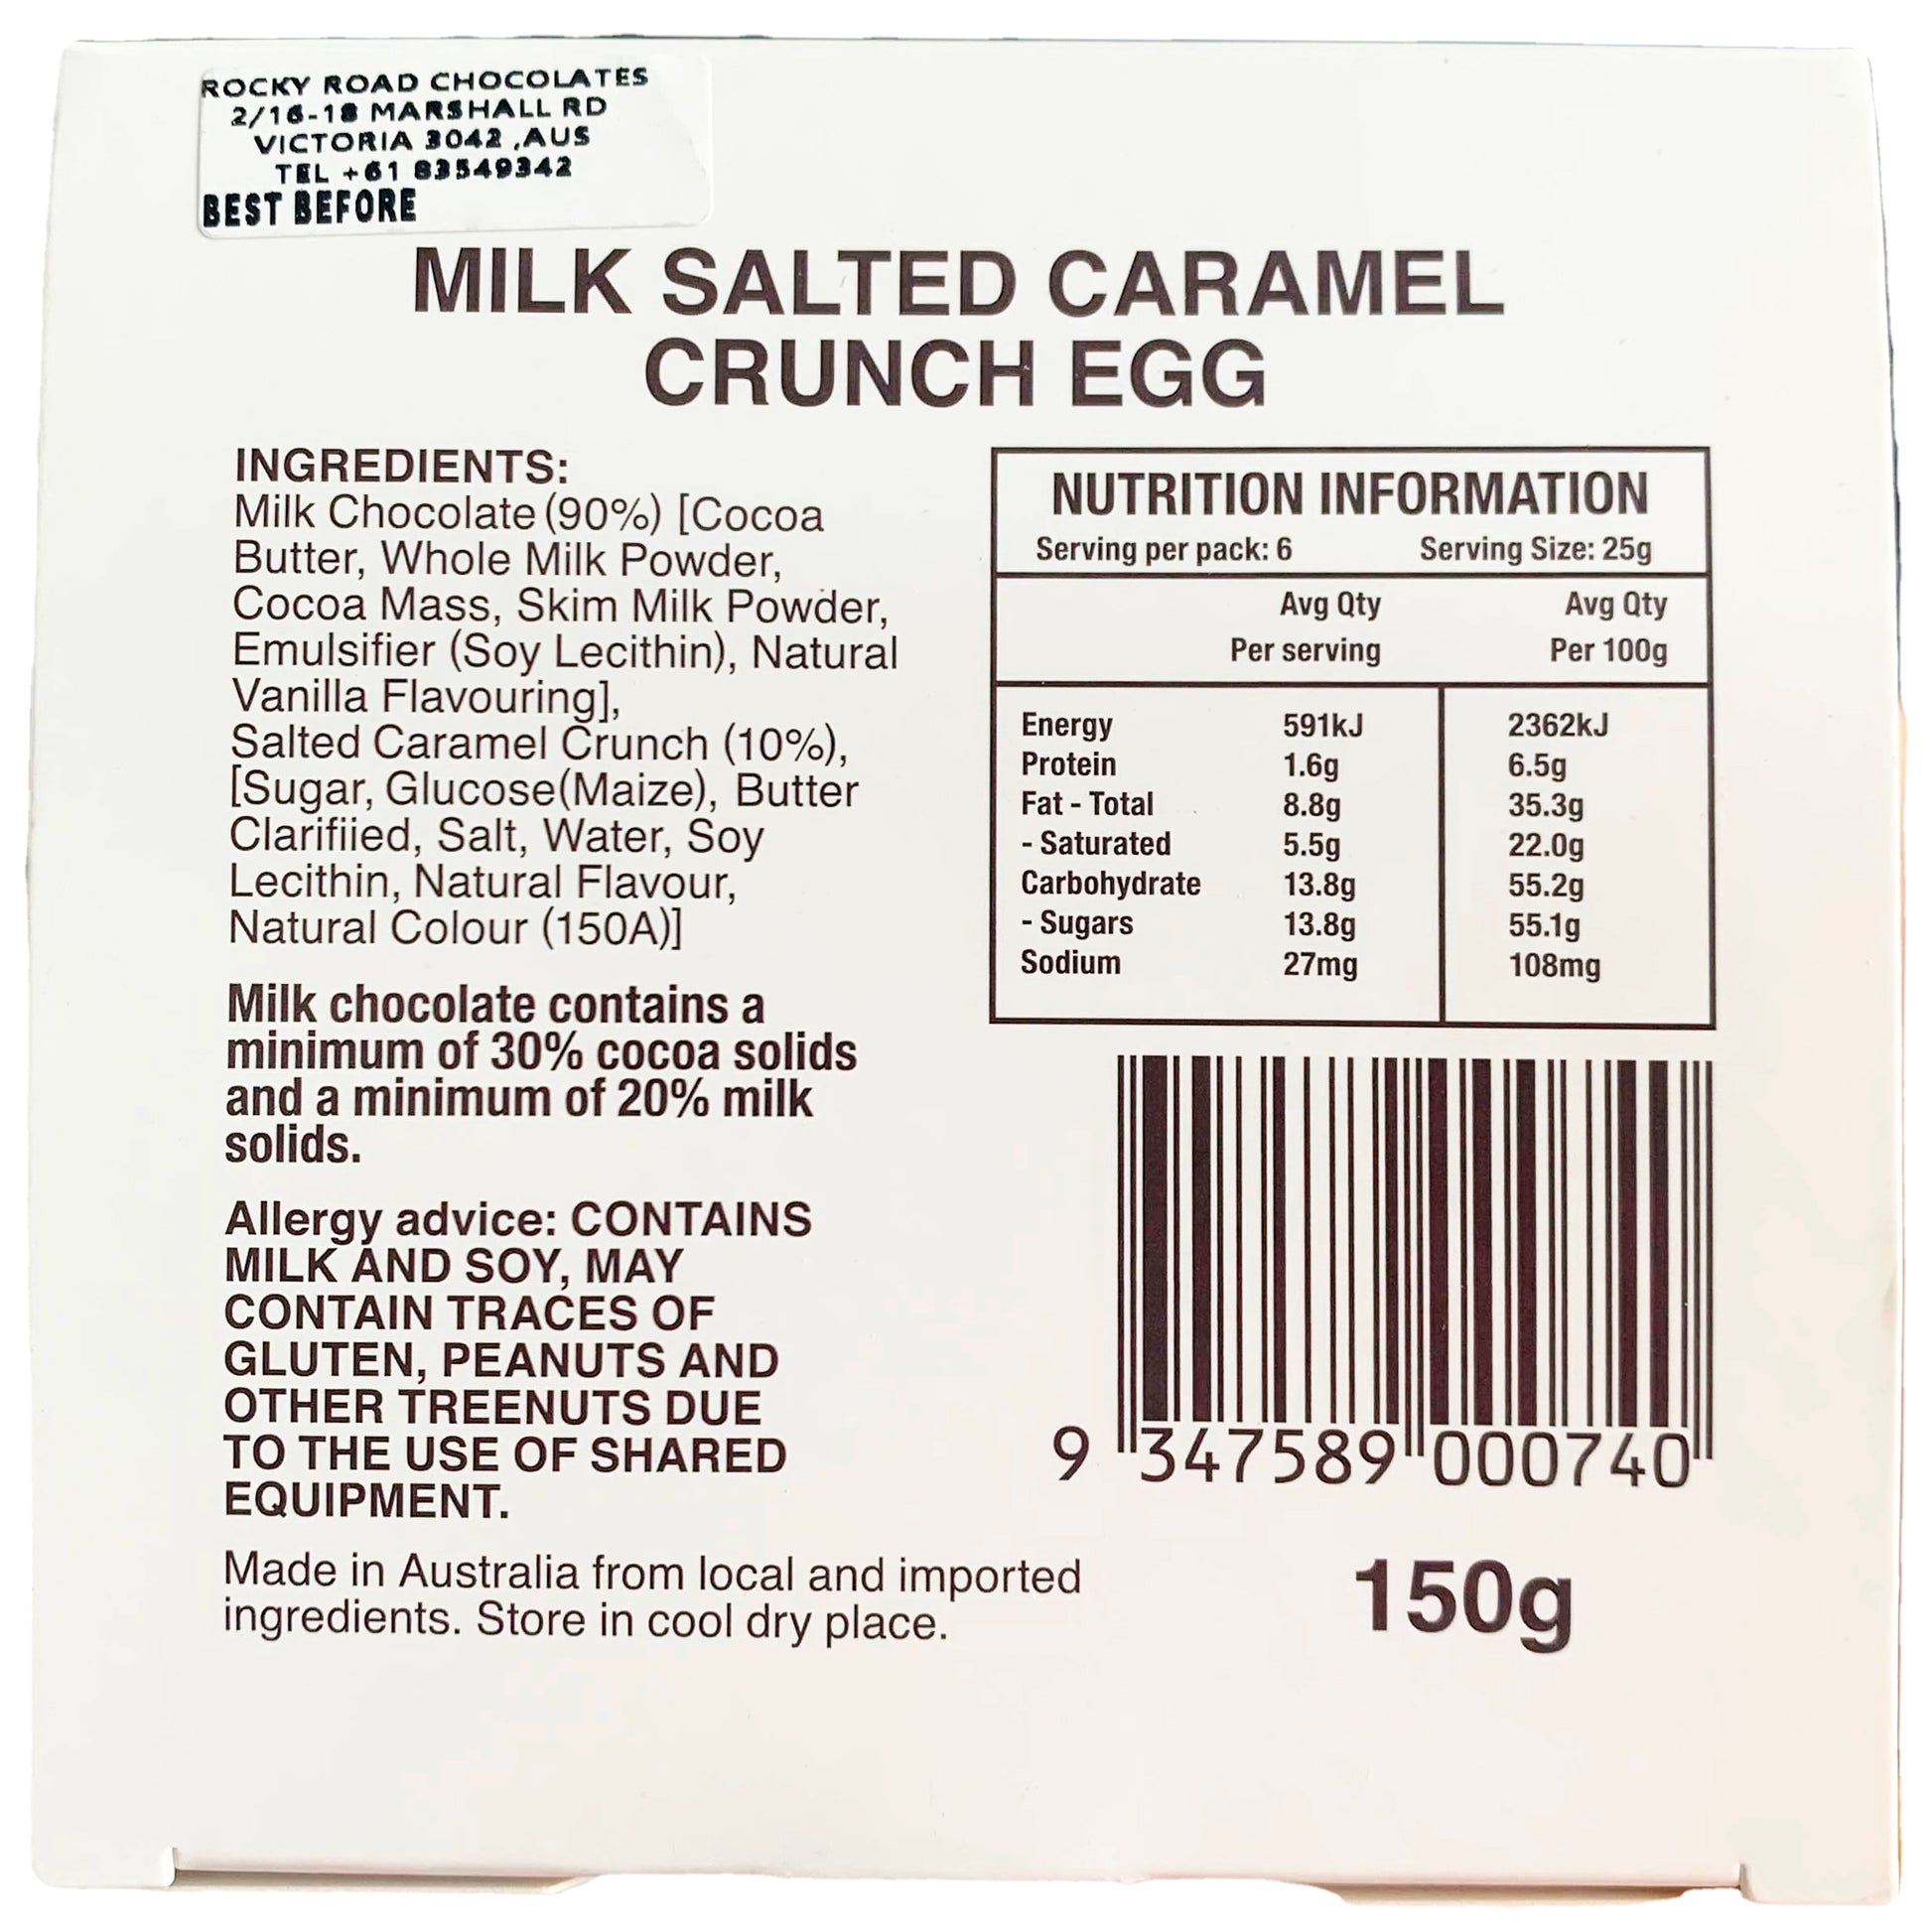 ROCKY ROAD CHOCOLATES
2/16-18 MARSHALL RD
VICTORIA 3042 ,AUS
TEL +61 83549342
BEST BEFORE
MILK SALTED CARAMEL
CRUNCH EGG
INGREDIENTS:
Milk Chocolate (90%) [Cocoa
Butter, Whole Milk Powder,
Cocoa Mass, Skim Milk Powder,
Emulsifier (Soy Lecithin), Natural
Vanilla Flavouring],
Salted Caramel Crunch (10%),
[Sugar, Glucose(Maize), Butter
Clarifiied, Salt, Water, Soy
Lecithin, Natural Flavour,
Natural Colour (150A)]
Milk chocolate contains a
minimum of 30% cocoa solids
and a minimum of 20% milk
solids.
Allergy advice: CONTAINS
MILK AND SOY, MAY
CONTAIN TRACES OF
GLUTEN, PEANUTS AND
OTHER TREENUTS DUE
TO THE USE OF SHARED
EQUIPMENT.
Made in Australia from local and imported
ingredients. Store in cool dry place.
NUTRITION INFORMATION
Serving per pack: 6 Serving Size: 25g
Avg Qty Avg Qty
Per serving Per 100g
Energy 591kJ 2362kJ
Protein 1.6g 6.5g
Fat - Total 8.8g 35.3g
- Saturated 5.5g 22.0g
Carbohydrate 13.8g 55.2g
- Sugars 13.8g 55.1g
Sodium 27mg 108mg
9 347589 000740
150g